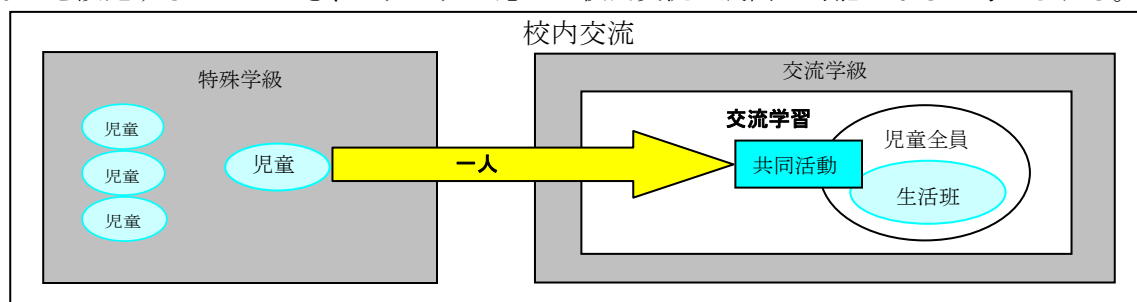 校内交流
特殊学級
児童
児童
児童
児童
一人
交流学級
交流学習
共同活動
児童全員
生活班